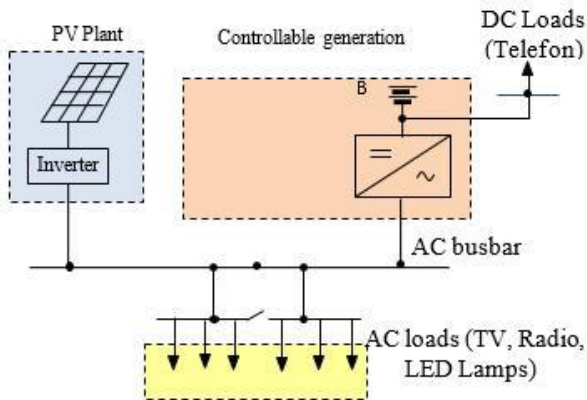 PV Plant
Controllable generation
DC Loads
(Telefon)
B
Inverter
AC busbar
AC loads (TV, Radio,
LED Lamps)